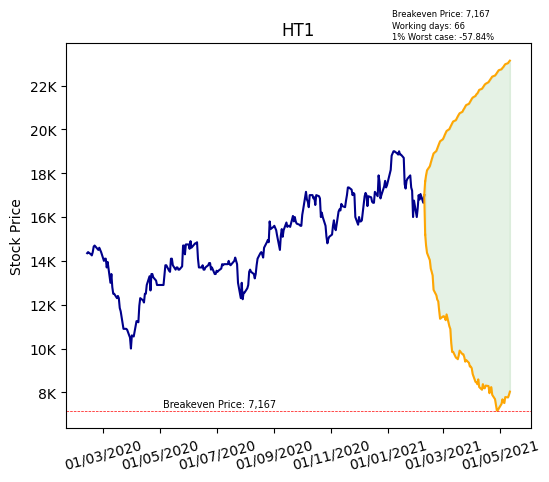 Breakeven Price: 7,167
Working days: 66
1% Worst case: -57.84%
HT1
Stock Price
22K
20K
18K
16K
14K
12K
10K
8K
Breakeven Price: 7,167
01/03/2020
01/05/2020
01/07/2020
01/09/2020
01/11/2020
01/01/2021
01/03/2021
01/05/2021